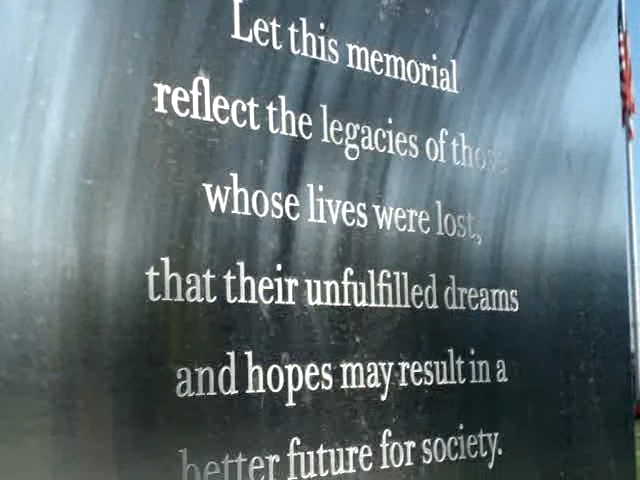 Let this memorial
reflect the legacies of those
whose lives were lost,
that their unfulfilled dreams
and hopes may result in a
better future for society.